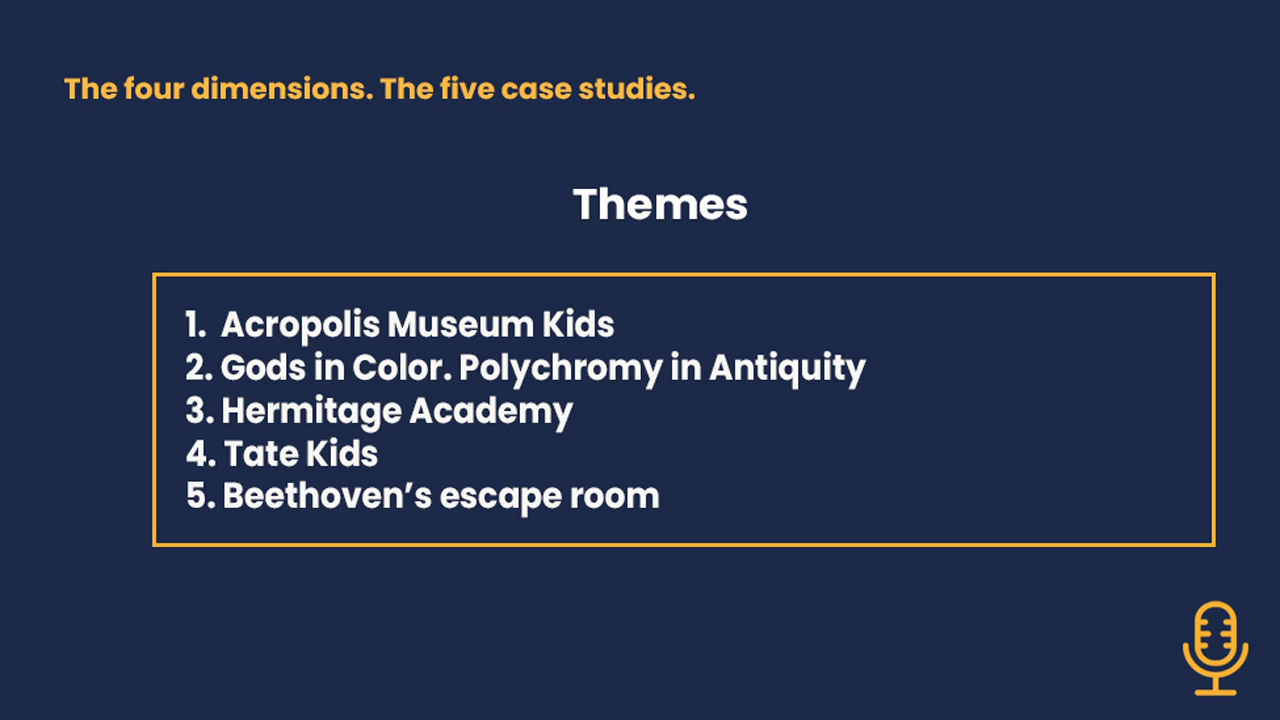 The four dimensions. The five case studies.
Themes
1. Acropolis Museum Kids
2. Gods in Color. Polychromy in Antiquity
3. Hermitage Academy
4. Tate Kids
5. Beethoven’s escape room